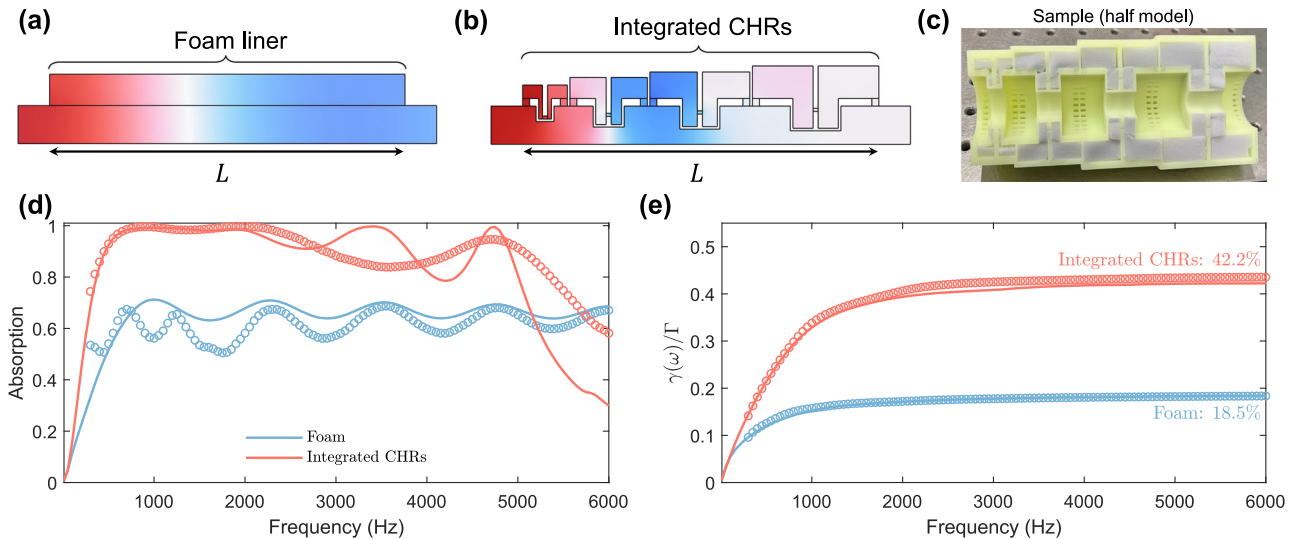 (a)
Foam liner
L
(b)
Integrated CHRs
L
(c)
Sample (half model)
(d)
Absorption
1
0.8
0.6
0.4
0.2
0
Foam
Integrated CHRs
1000 2000 3000 4000 5000 6000
Frequency (Hz)
(e)
γ(ω)/Γ
0.5
0.4
0.3
0.2
0.1
0
Integrated CHRs: 42.2%
Foam: 18.5%
1000 2000 3000 4000 5000 6000
Frequency (Hz)